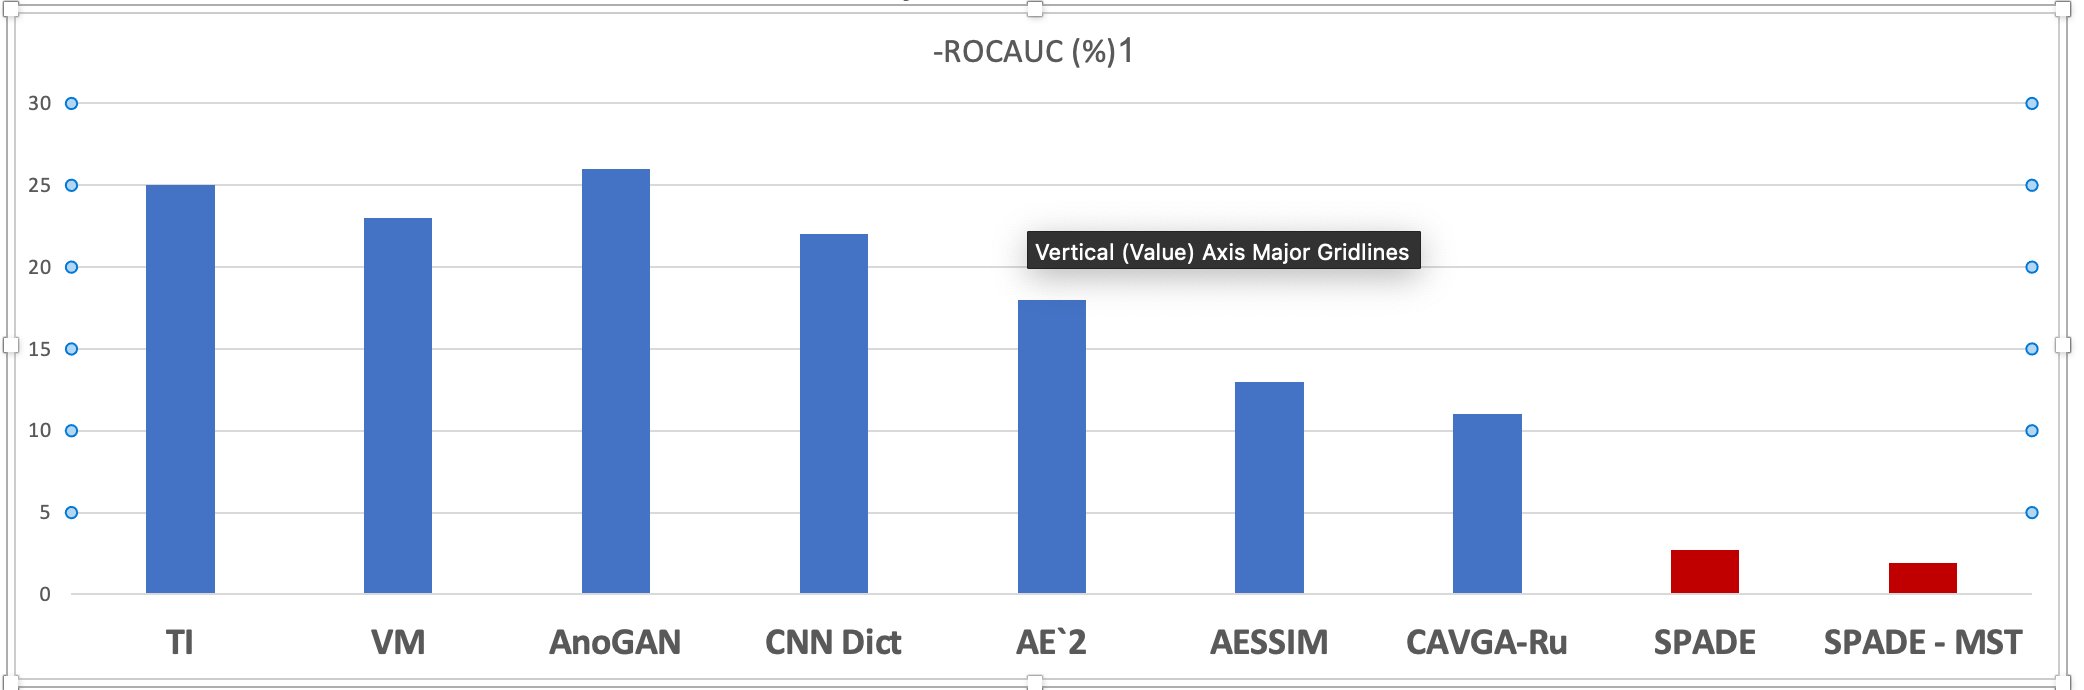 -ROCAUC (%)1
30
25
20
15
10
5
0
Vertical (Value) Axis Major Gridlines
TI VM AnoGAN CNN Dict AE`2 AESSIM CAVGA-Ru SPADE SPADE - MST